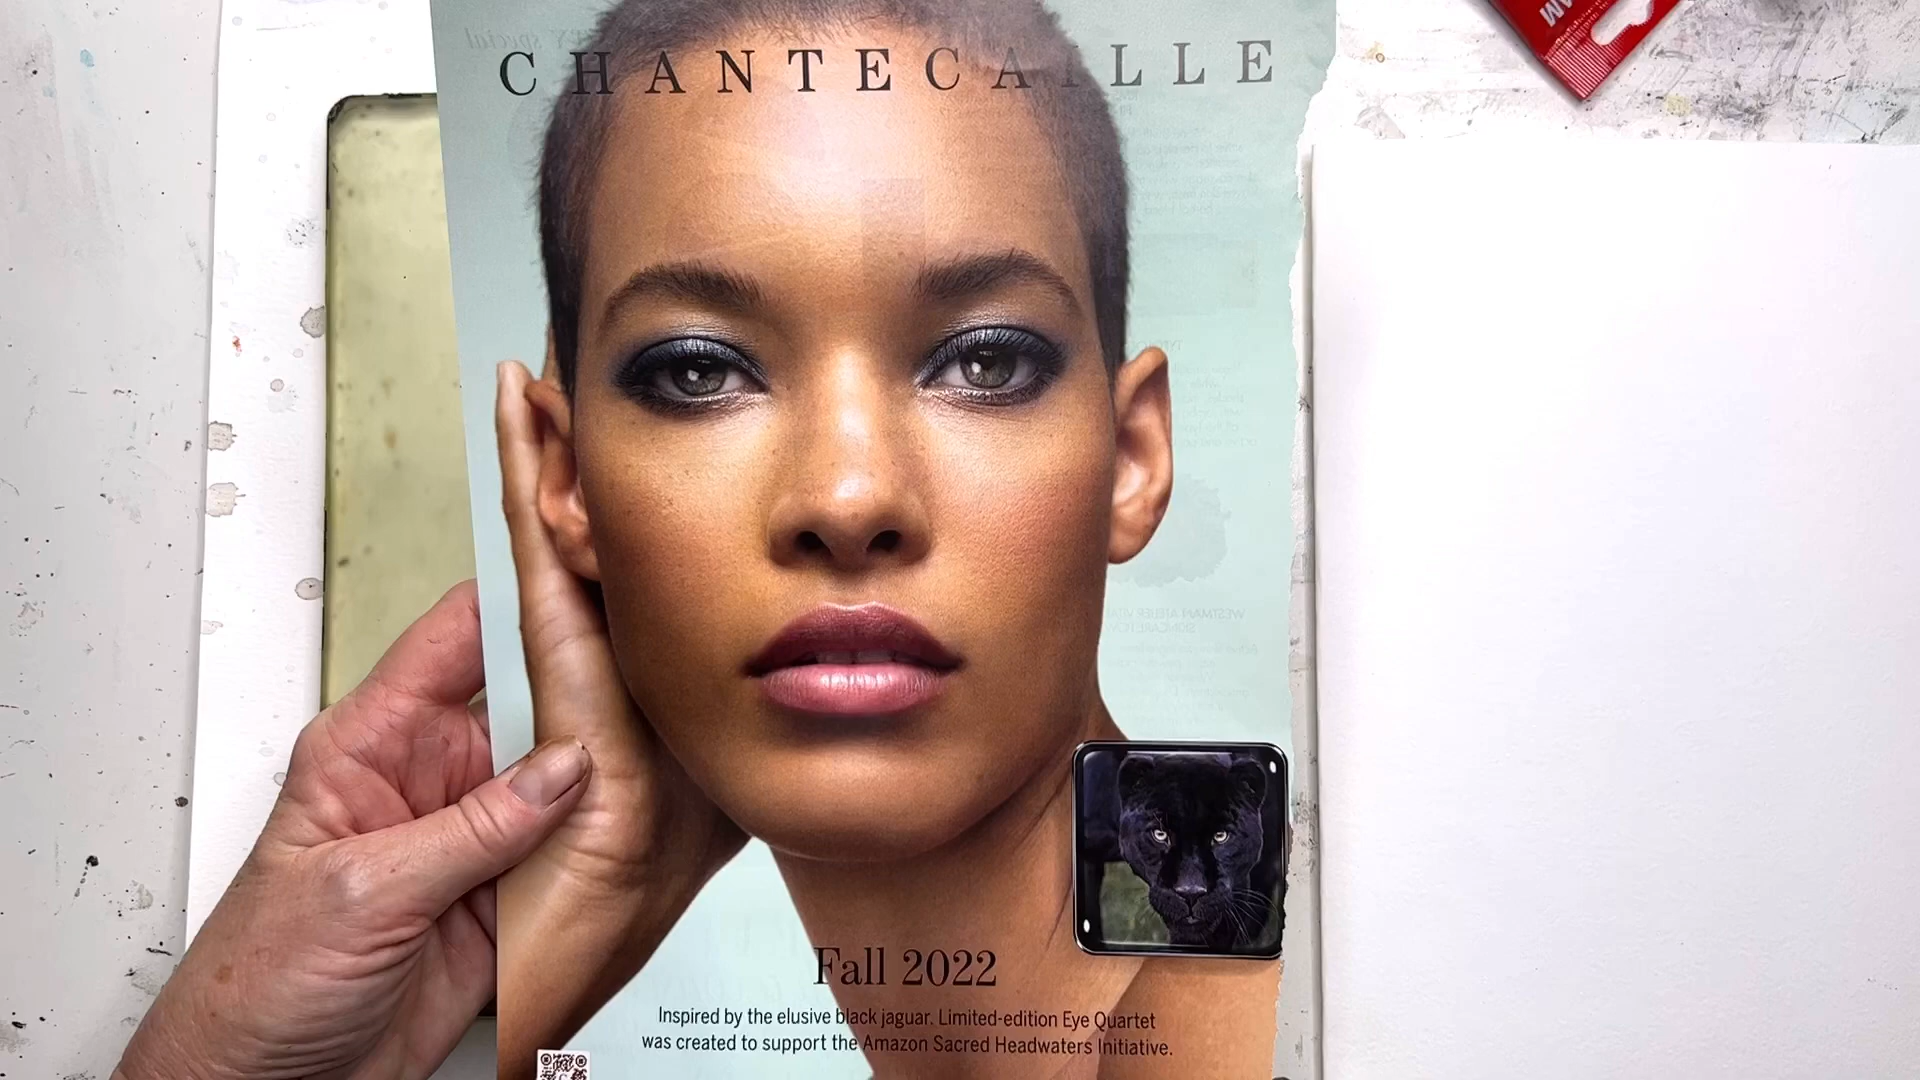 CHANTECAILLE
Fall 2022
Inspired by the elusive black jaguar. Limited-edition Eye Quartet
was created to support the Amazon Sacred Headwaters Initiative.